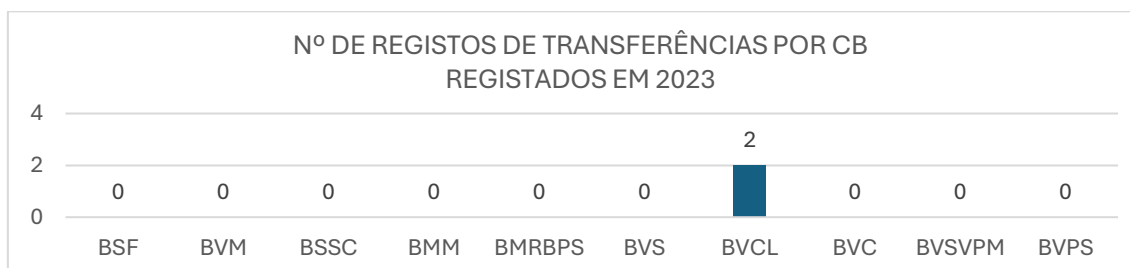 Nº DE REGISTOS DE TRANSFERÊNCIAS POR CB
REGISTADOS EM 2023
4
2
0
0 0 0 0 0 0 2 0 0 0
BSF BVM BSSC BMM BMRBPS BVS BVCL BVC BVSVPM BVPS